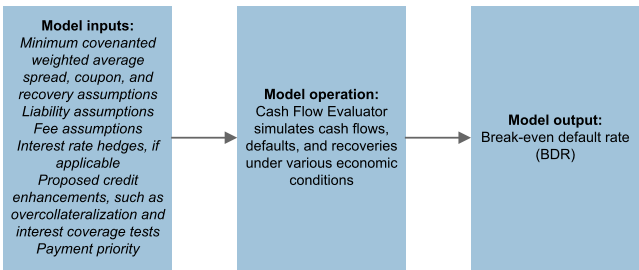 Model inputs:
Minimum covenanted
weighted average
spread, coupon, and
recovery assumptions
Liability assumptions
Fee assumptions
Interest rate hedges, if
applicable
Proposed credit
enhancements, such as
overcollateralization and
interest coverage tests
Payment priority
Model operation:
Cash Flow Evaluator
simulates cash flows,
defaults, and recoveries
under various economic
conditions
Model output:
Break-even default rate
(BDR)